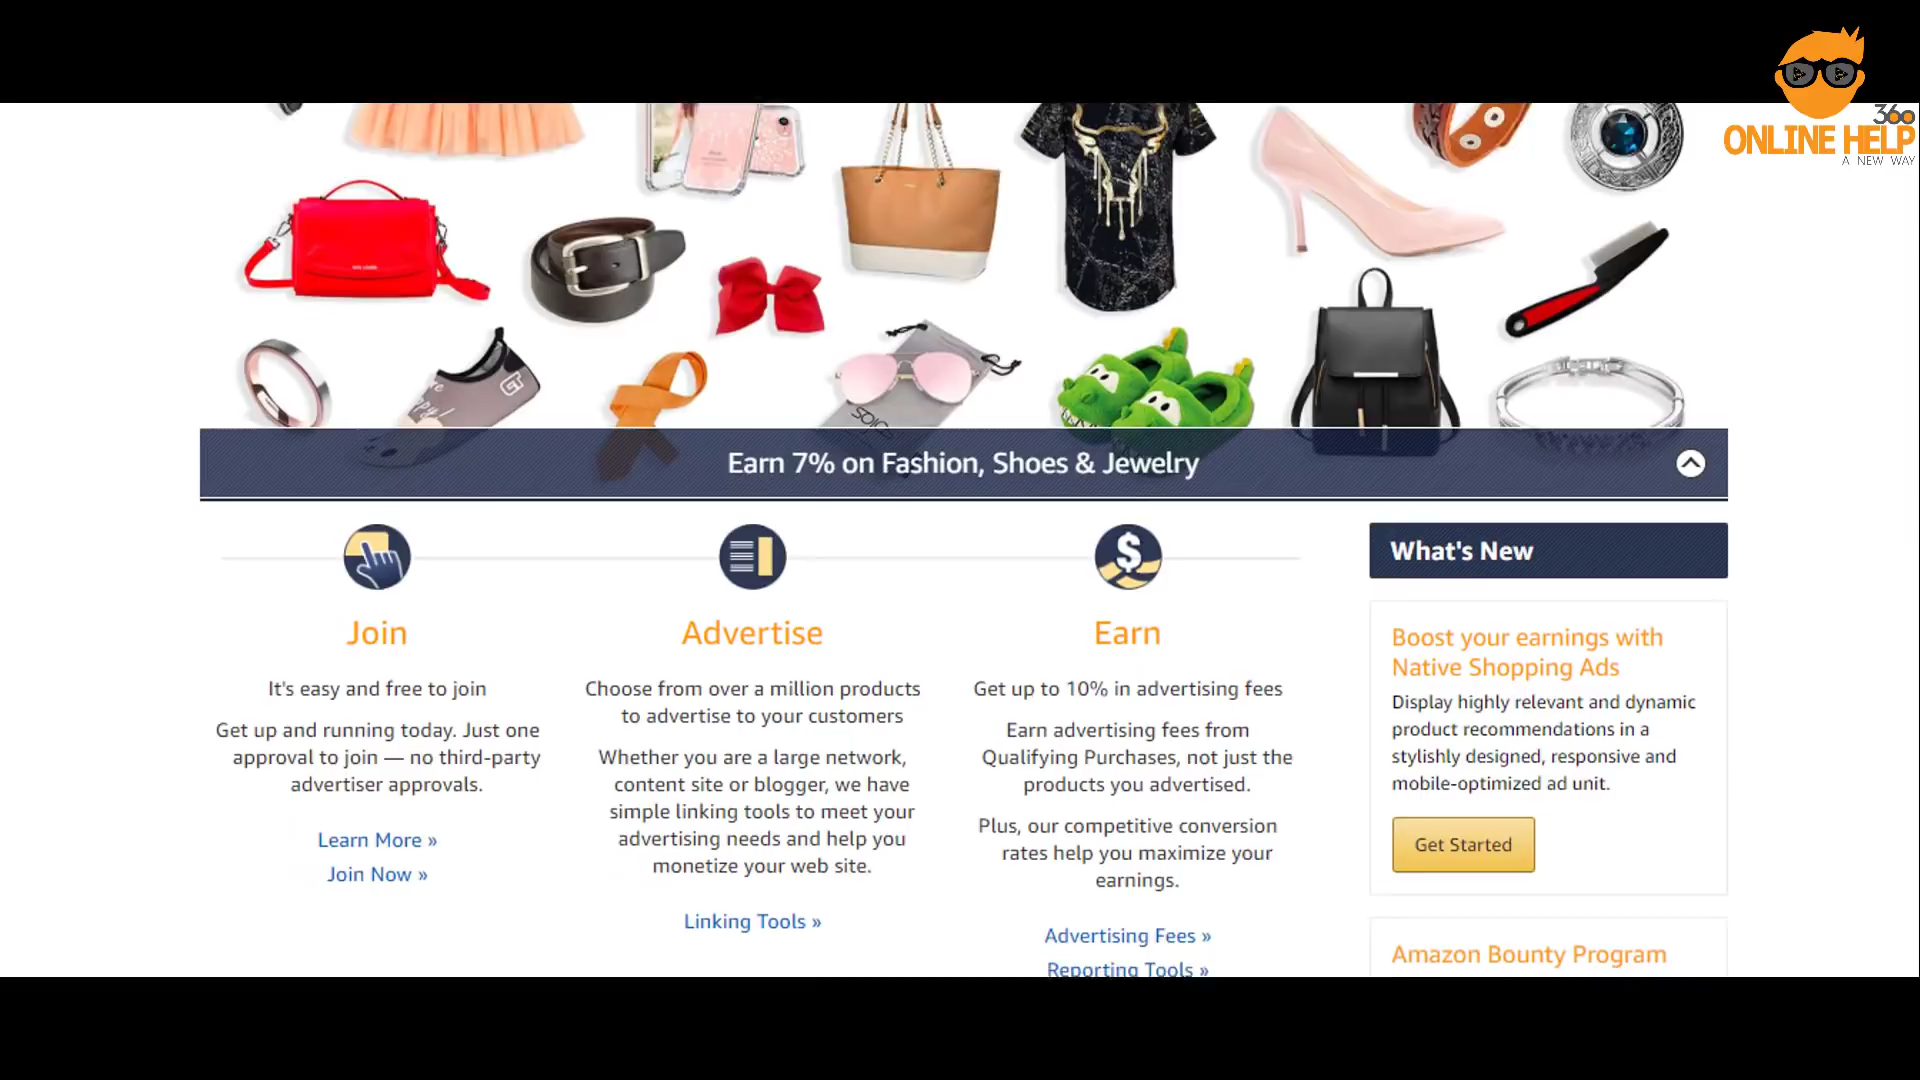 360
ONLINE HELP
A NEW WAY
Earn 7% on Fashion, Shoes & Jewelry
Join
It's easy and free to join
Get up and running today. Just one
approval to join — no third-party
advertiser approvals.
Learn More »
Join Now »
Advertise
Choose from over a million products
to advertise to your customers
Whether you are a large network,
content site or blogger, we have
simple linking tools to meet your
advertising needs and help you
monetize your web site.
Linking Tools »
Earn
Get up to 10% in advertising fees
Earn advertising fees from
Qualifying Purchases, not just the
products you advertised.
Plus, our competitive conversion
rates help you maximize your
earnings.
Advertising Fees »
Reporting Tools »
What's New
Boost your earnings with
Native Shopping Ads
Display highly relevant and dynamic
product recommendations in a
stylishly designed, responsive and
mobile-optimized ad unit.
Get Started
Amazon Bounty Program